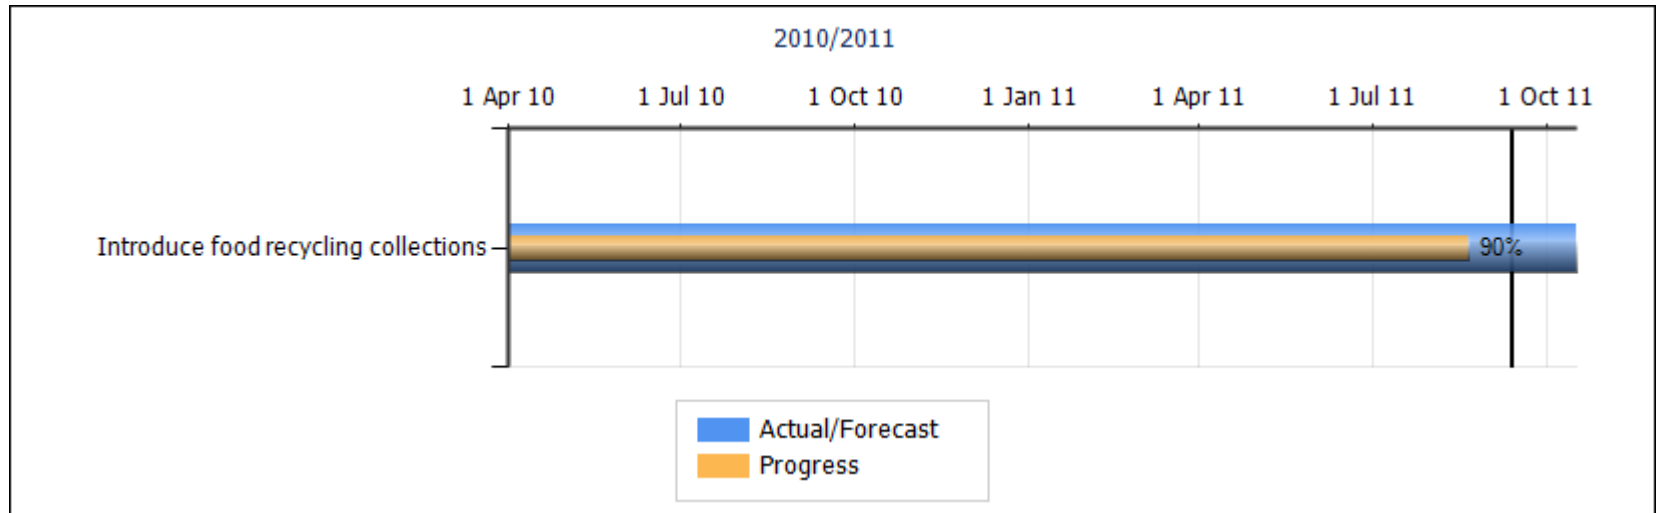 2010/2011
1 Apr 10 1 Jul 10 1 Oct 10 1 Jan 11 1 Apr 11 1 Jul 11 1 Oct 11
Introduce food recycling collections
90%
Actual/Forecast
Progress